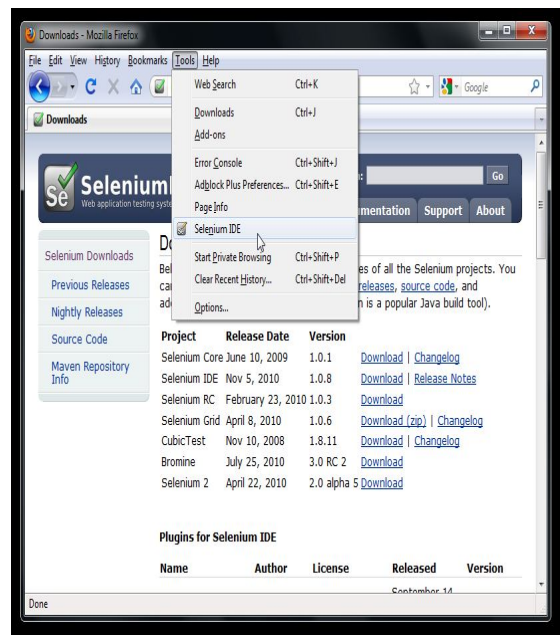 Downloads - Mozilla Firefox
File Edit View History Bookmarks Tools Help
Google
Downloads
Web Search Ctrl+K
Downloads Ctrl+J
Add-ons
Error Console Ctrl+Shift+J
Adblock Plus Preferences... Ctrl+Shift+E
Page Info
Selenium IDE
Start Private Browsing Ctrl+Shift+P
Clear Recent History... Ctrl+Shift+Del
Options...
Se Selenium
Web application testing syste
Go
mentation Support About
Selenium Downloads
Previous Releases
Nightly Releases
Source Code
Maven Repository
Info
Do
Bel es of all the Selenium projects. You
ca releases, source code, and
add n is a popular Java build tool).
Project Release Date Version
Selenium Core June 10, 2009 1.0.1 Download | Changelog
Selenium IDE Nov 5, 2010 1.0.8 Download | Release Notes
Selenium RC February 23, 2010 1.0.3 Download
Selenium Grid April 8, 2010 1.0.6 Download (zip) | Changelog
CubicTest Nov 10, 2008 1.8.11 Download | Changelog
Bromine July 25, 2010 3.0 RC 2 Download
Selenium 2 April 22, 2010 2.0 alpha 5 Download
Plugins for Selenium IDE
Name Author License Released Version
September 14
Done